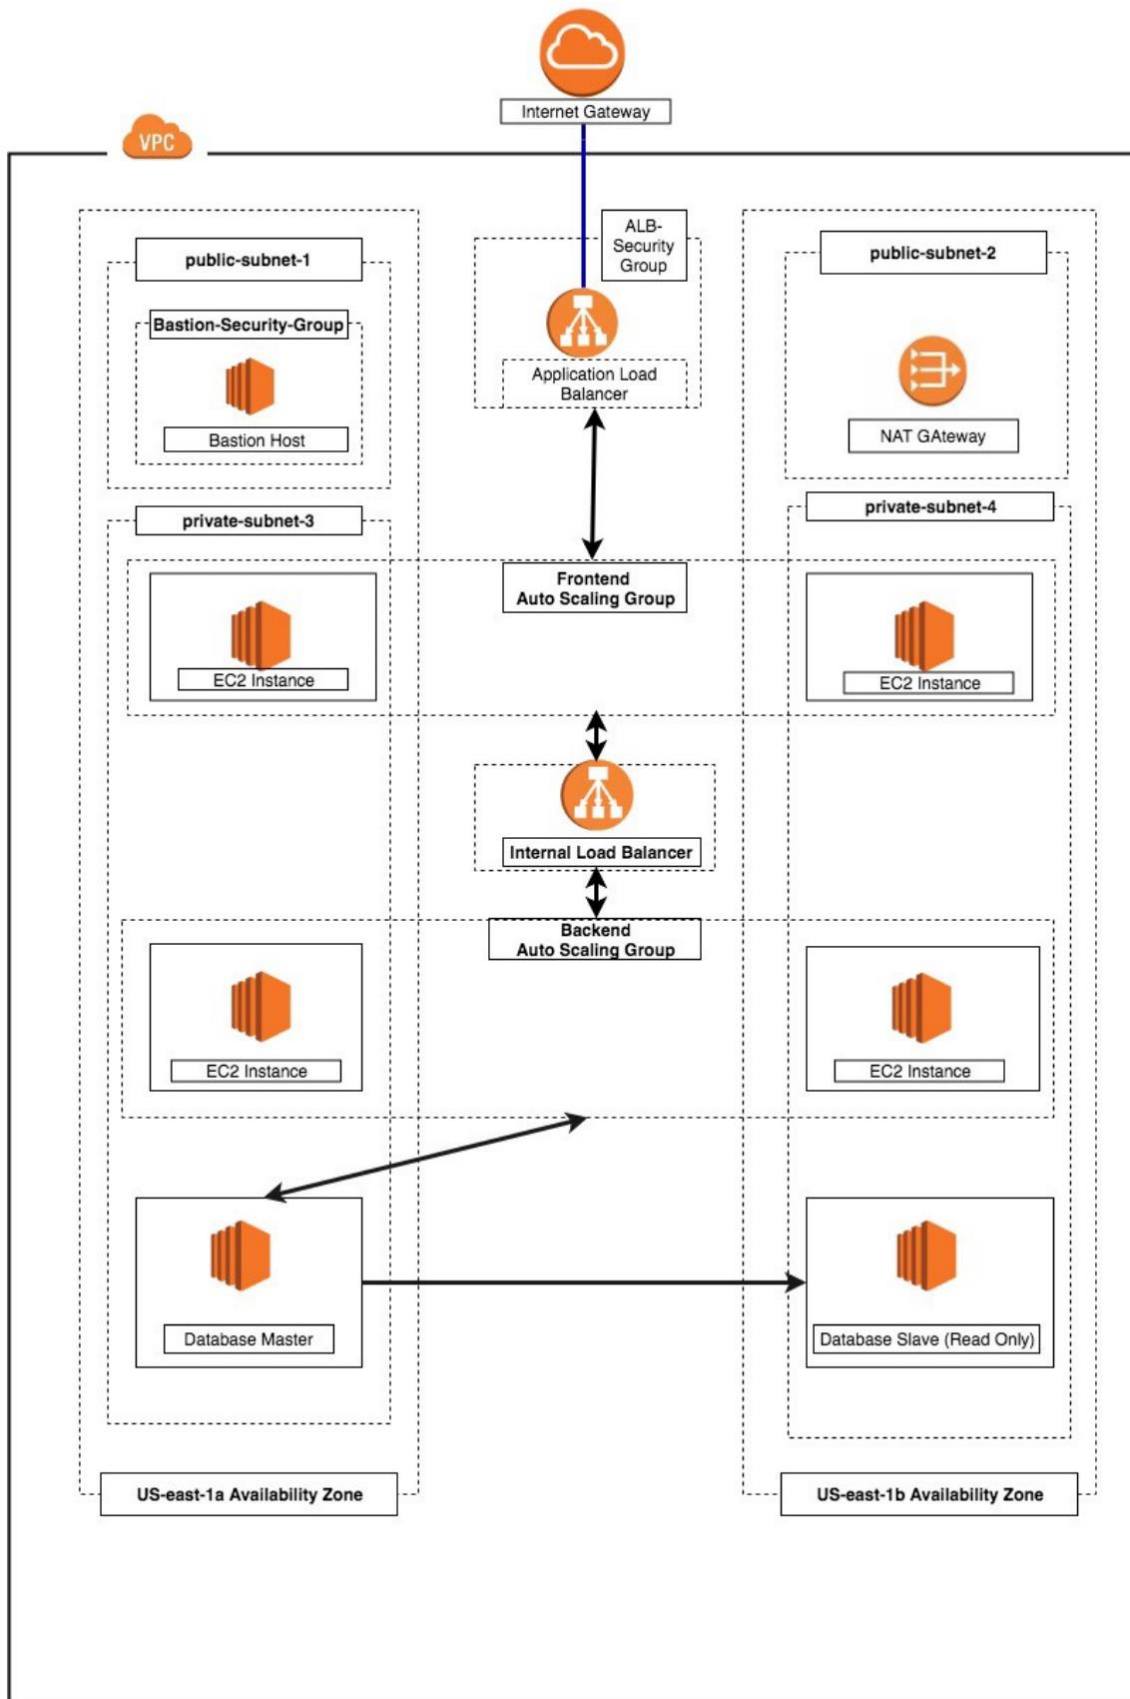 Internet Gateway
VPC
ALB-
Security
Group
public-subnet-1
public-subnet-2
Bastion-Security-Group
Bastion Host
Application Load
Balancer
NAT GAteway
private-subnet-3
private-subnet-4
Frontend
Auto Scaling Group
EC2 Instance
EC2 Instance
Internal Load Balancer
Backend
Auto Scaling Group
EC2 Instance
EC2 Instance
Database Master
Database Slave (Read Only)
US-east-1a Availability Zone
US-east-1b Availability Zone